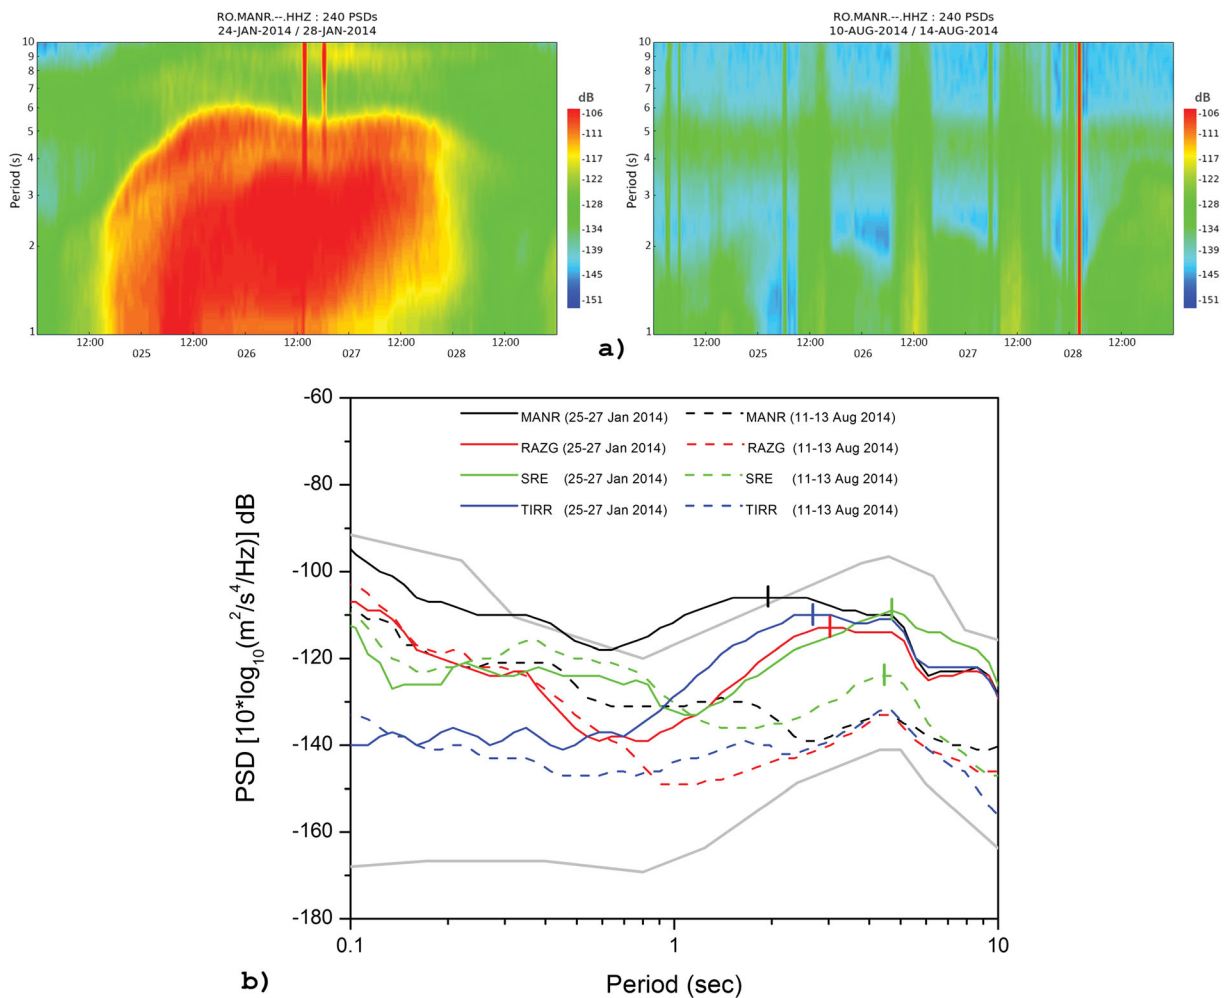 RO.MANR.--.HHZ : 240 PSDs
24-JAN-2014 / 28-JAN-2014
10
9
8
7
6
5
4
3
2
1
Period (s)
12:00 12:00 12:00 12:00 12:00
025 026 027 028
dB
-106
-111
-117
-122
-128
-134
-139
-145
-151
RO.MANR.--.HHZ : 240 PSDs
10-AUG-2014 / 14-AUG-2014
10
9
8
7
6
5
4
3
2
1
Period (s)
12:00 12:00 12:00 12:00 12:00
025 026 027 028
dB
-106
-111
-117
-122
-128
-134
-139
-145
-151
a)
-60
-80
-100
-120
-140
-160
-180
PSD [10*log10(m²/s⁴/Hz)] dB
MANR (25-27 Jan 2014) MANR (11-13 Aug 2014)
RAZG (25-27 Jan 2014) RAZG (11-13 Aug 2014)
SRE (25-27 Jan 2014) SRE (11-13 Aug 2014)
TIRR (25-27 Jan 2014) TIRR (11-13 Aug 2014)
0.1 1 10
b) Period (sec)